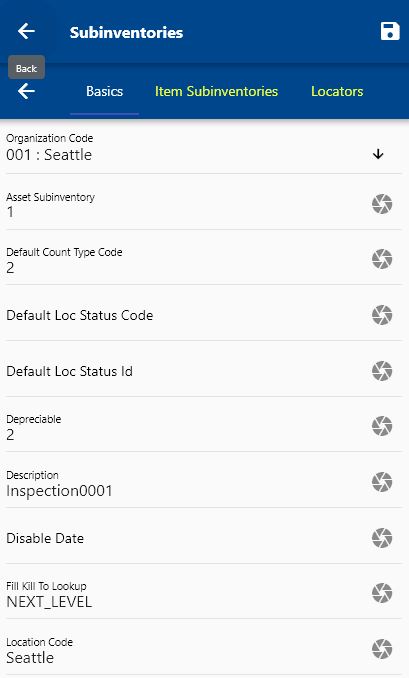 Subinventories
Back
Basics Item Subinventories Locators
Organization Code
001 : Seattle
Asset Subinventory
1
Default Count Type Code
2
Default Loc Status Code
Default Loc Status Id
Depreciable
2
Description
Inspection0001
Disable Date
Fill Kill To Lookup
NEXT_LEVEL
Location Code
Seattle